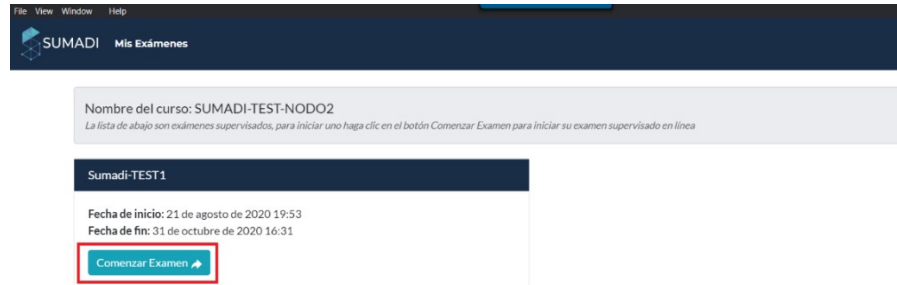 File View Window Help
SUMADI Mis Exámenes
Nombre del curso: SUMADI-TEST-NODO2
La lista de abajo son exámenes supervisados, para iniciar uno haga clic en el botón Comenzar Examen para iniciar su examen supervisado en línea
Sumadi-TEST1
Fecha de inicio: 21 de agosto de 2020 19:53
Fecha de fin: 31 de octubre de 2020 16:31
Comenzar Examen